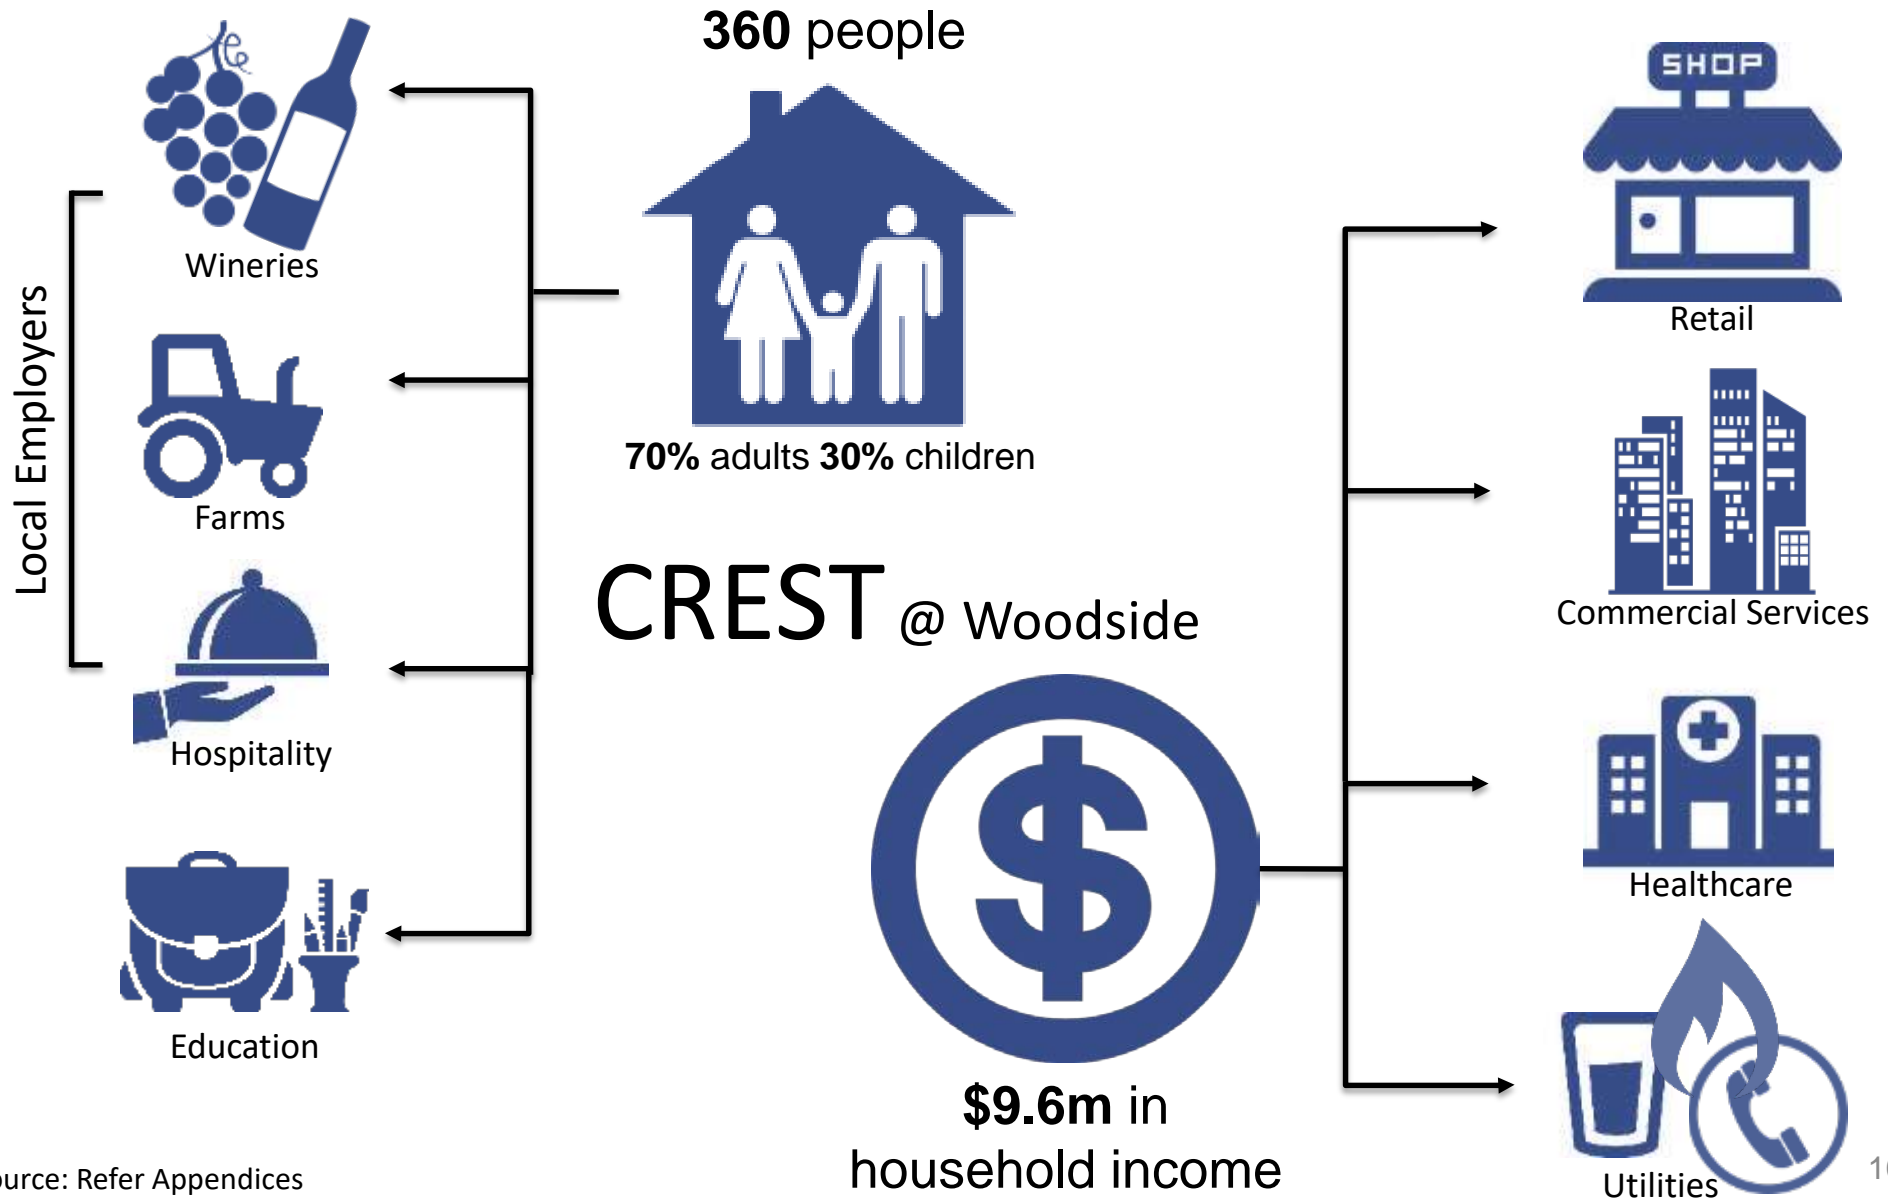 360 people
SHOP
Wineries
Retail
Local Employers
Farms
70% adults 30% children
CREST @ Woodside
Commercial Services
Hospitality
Healthcare
Education
$9.6m in
household income
ource: Refer Appendices
Utilities